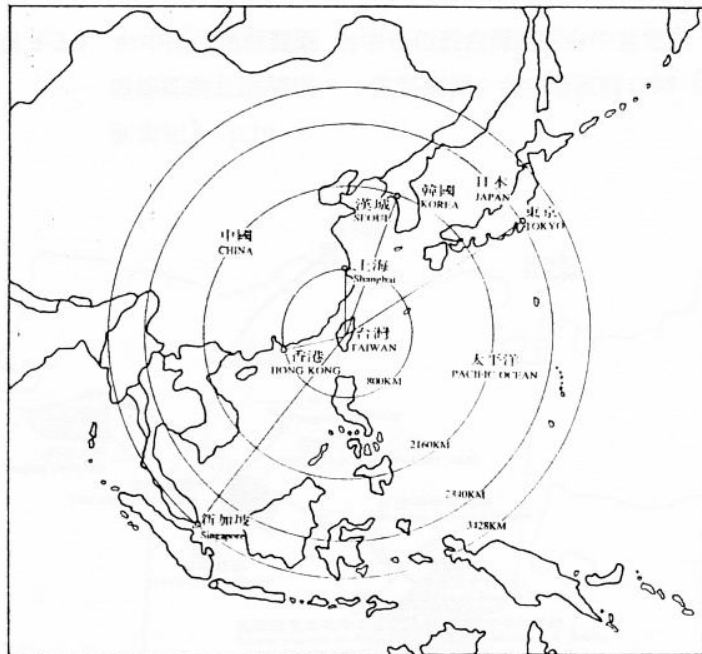 韓國
KOREA
日本
JAPAN
漢城
SEOUL
東京
TOKYO
中國
CHINA
上海
Shanghai
台灣
TAIWAN
香港
HONG KONG
太平洋
PACIFIC OCEAN
800KM
2160KM
3428KM
新加坡
Singapore